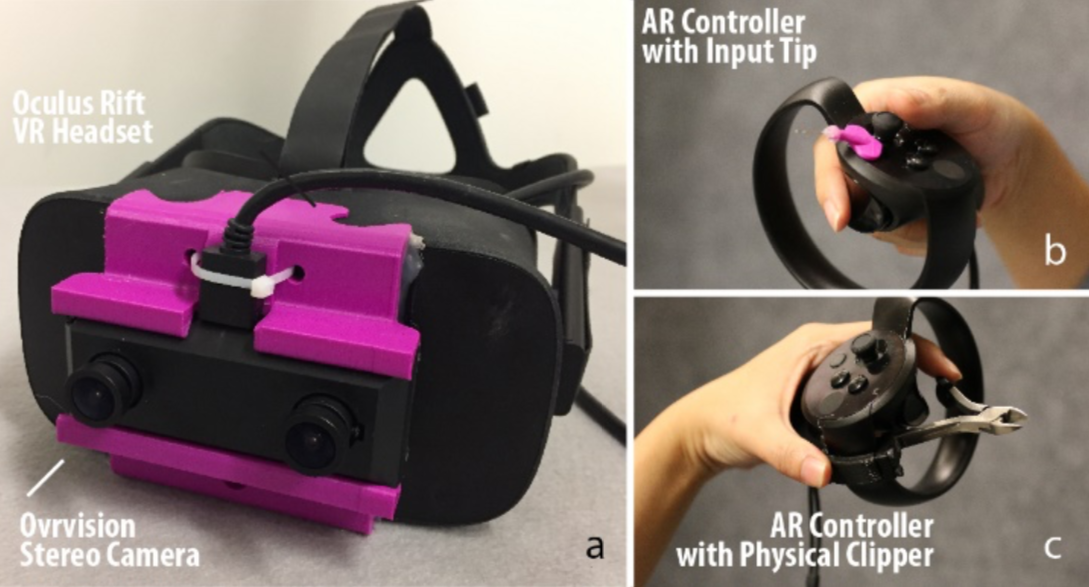 Oculus Rift
VR Headset
Ovrvision
Stereo Camera
a
AR Controller
with Input Tip
b
AR Controller
with Physical Clipper
c